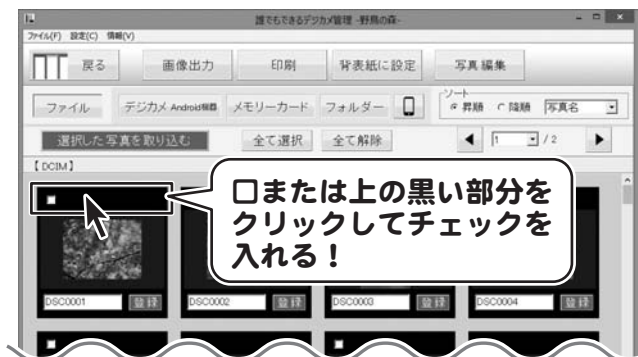 誰でもできるデジカメ管理 -野鳥の森-
ファイル(F) 設定(C) 情報(V)
戻る 画像出力 印刷 背表紙に設定 写真編集
ファイル デジカメ Android機器 メモリーカード フォルダー
ソート
昇順 降順 写真名
選択した写真を取り込む 全て選択 全て解除 1 / 2
【DCIM】
□または上の黒い部分を
クリックしてチェックを
入れる！
DSC0001 登録 DSC0002 登録 DSC0003 登録 DSC0004 登録